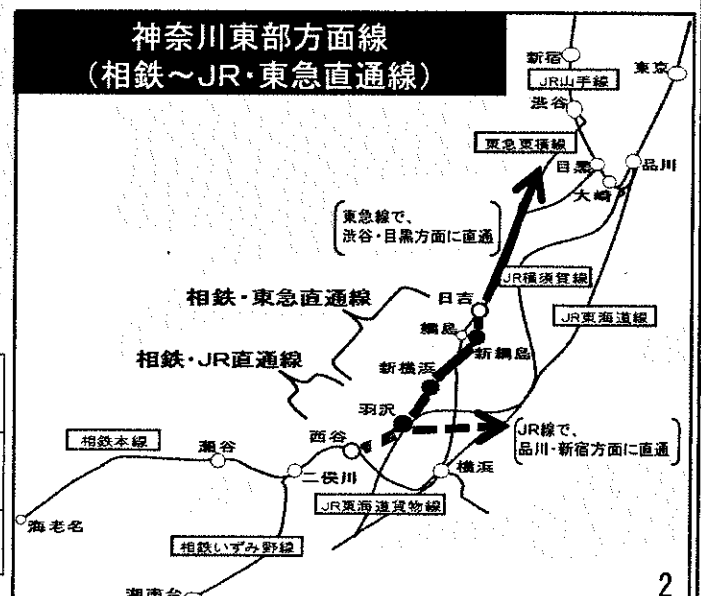 神奈川東部方面線
(相鉄～JR・東急直通線)
新宿
東京
JR山手線
渋谷
東急東横線
目黒
品川
大崎
東急線で、
渋谷・目黒方面に直通
JR横須賀線
相鉄・東急直通線
日吉
JR東海道線
綱島
新綱島
相鉄・JR直通線
新横浜
羽沢
JR線で、
品川・新宿方面に直通
西谷
相鉄本線
瀬谷
二俣川
横浜
JR東海道貨物線
海老名
相鉄いずみ野線
湘南台
2